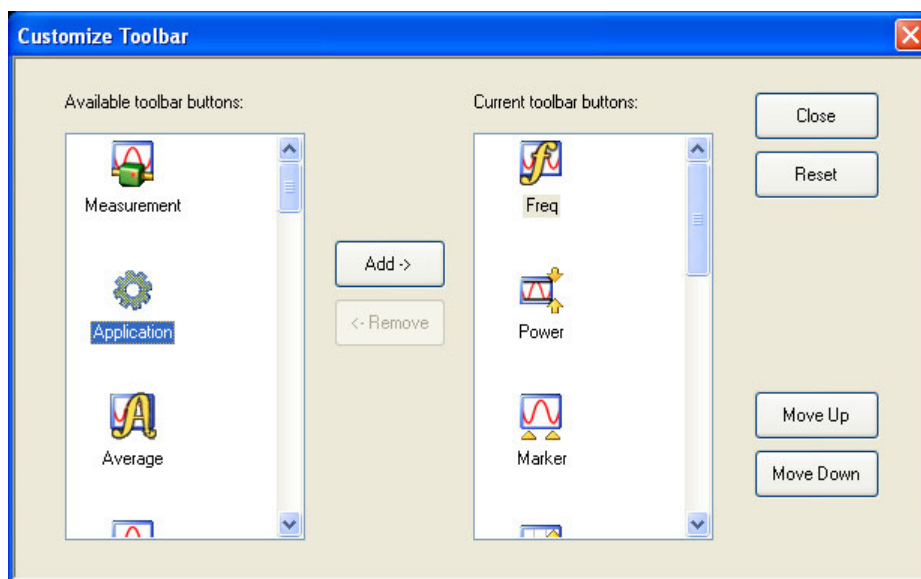 Customize Toolbar
Available toolbar buttons:
Measurement
Application
Average
Add ->
<- Remove
Current toolbar buttons:
Freq
Power
Marker
Close
Reset
Move Up
Move Down